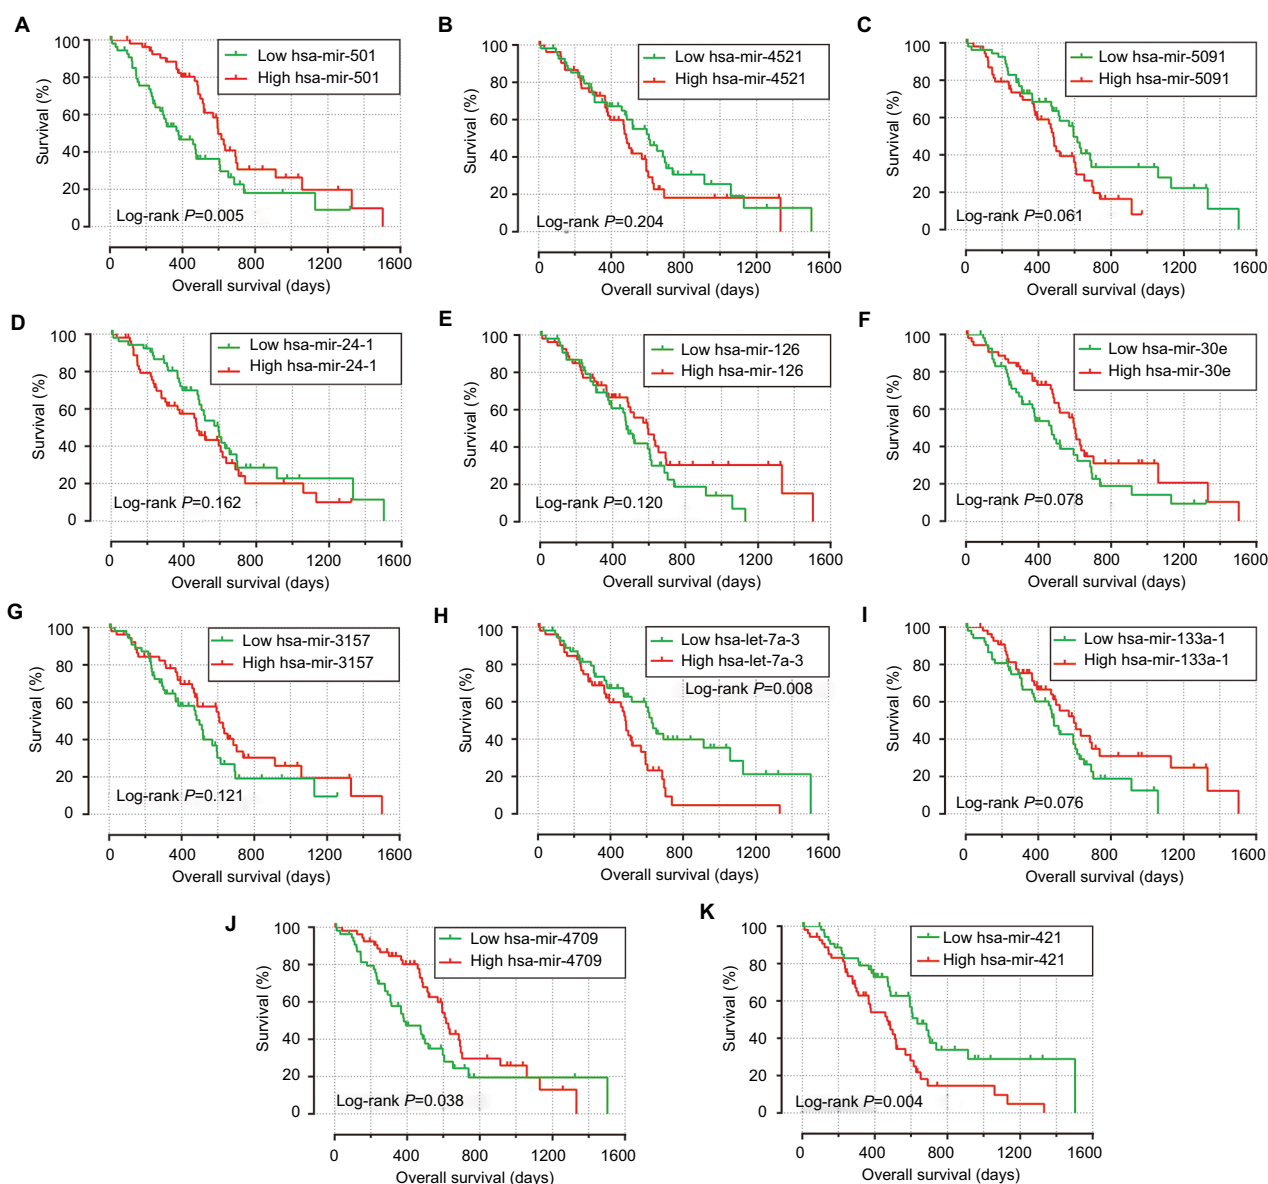 A
Low hsa-mir-501
High hsa-mir-501
Survival (%)
100
80
60
40
20
0
Log-rank P=0.005
0 400 800 1200 1600
Overall survival (days)
B
Low hsa-mir-4521
High hsa-mir-4521
Survival (%)
100
80
60
40
20
0
Log-rank P=0.204
0 400 800 1200 1600
Overall survival (days)
C
Low hsa-mir-5091
High hsa-mir-5091
Survival (%)
100
80
60
40
20
0
Log-rank P=0.061
0 400 800 1200 1600
Overall survival (days)
D
Low hsa-mir-24-1
High hsa-mir-24-1
Survival (%)
100
80
60
40
20
0
Log-rank P=0.162
0 400 800 1200 1600
Overall survival (days)
E
Low hsa-mir-126
High hsa-mir-126
Survival (%)
100
80
60
40
20
0
Log-rank P=0.120
0 400 800 1200 1600
Overall survival (days)
F
Low hsa-mir-30e
High hsa-mir-30e
Survival (%)
100
80
60
40
20
0
Log-rank P=0.078
0 400 800 1200 1600
Overall survival (days)
G
Low hsa-mir-3157
High hsa-mir-3157
Survival (%)
100
80
60
40
20
0
Log-rank P=0.121
0 400 800 1200 1600
Overall survival (days)
H
Low hsa-let-7a-3
High hsa-let-7a-3
Log-rank P=0.008
Survival (%)
100
80
60
40
20
0
0 400 800 1200 1600
Overall survival (days)
I
Low hsa-mir-133a-1
High hsa-mir-133a-1
Survival (%)
100
80
60
40
20
0
Log-rank P=0.076
0 400 800 1200 1600
Overall survival (days)
J
Low hsa-mir-4709
High hsa-mir-4709
Survival (%)
100
80
60
40
20
0
Log-rank P=0.038
0 400 800 1200 1600
Overall survival (days)
K
Low hsa-mir-421
High hsa-mir-421
Survival (%)
100
80
60
40
20
0
Log-rank P=0.004
0 400 800 1200 1600
Overall survival (days)